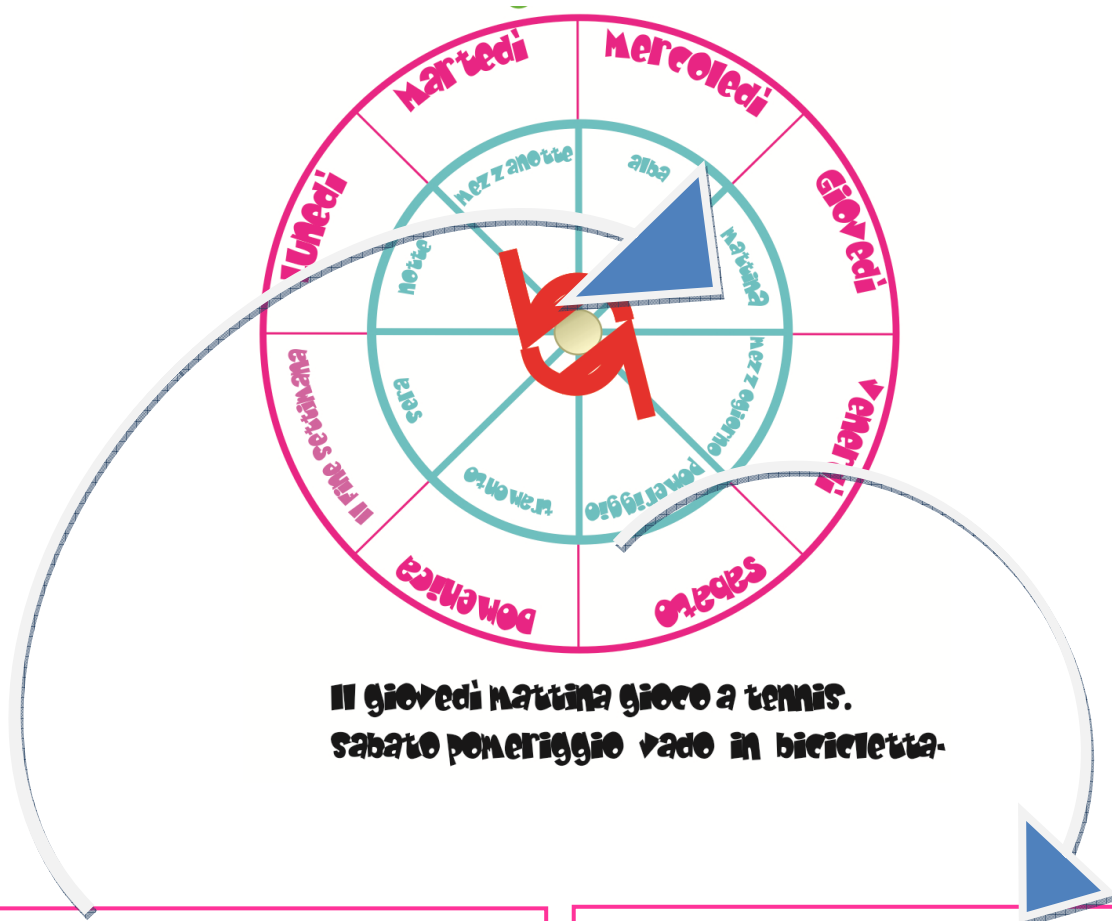 Martedì
Mercoledì
Giovedì
Venerdì
Sabato
Domenica
Il Fine Settimana
Lunedì
mezzanotte
alba
mattina
mezzogiorno
pomeriggio
tramonto
sera
notte
Il giovedì mattina gioco a tennis.
Sabato pomeriggio vado in bicicletta.